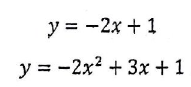 y = −2x + 1
y = −2x² + 3x + 1